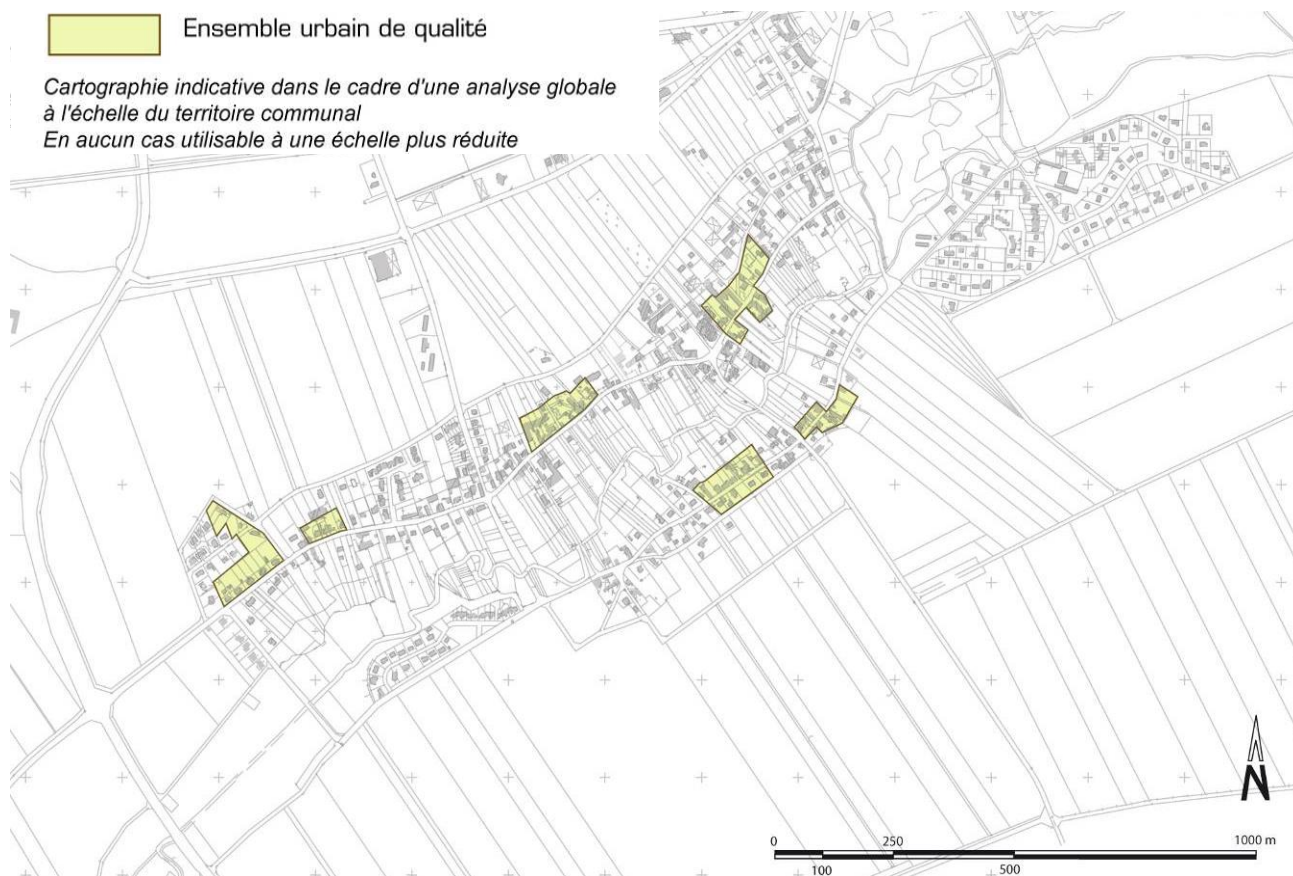 Ensemble urbain de qualité
Cartographie indicative dans le cadre d'une analyse globale
à l'échelle du territoire communal
En aucun cas utilisable à une échelle plus réduite
N
0 250 1000 m
100 500